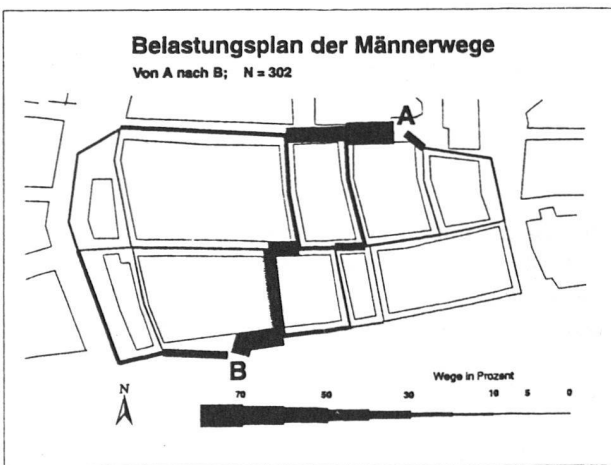 Belastungsplan der Männerwege
Von A nach B; N = 302
A
B
N
Wege in Prozent
70 50 30 10 5 0